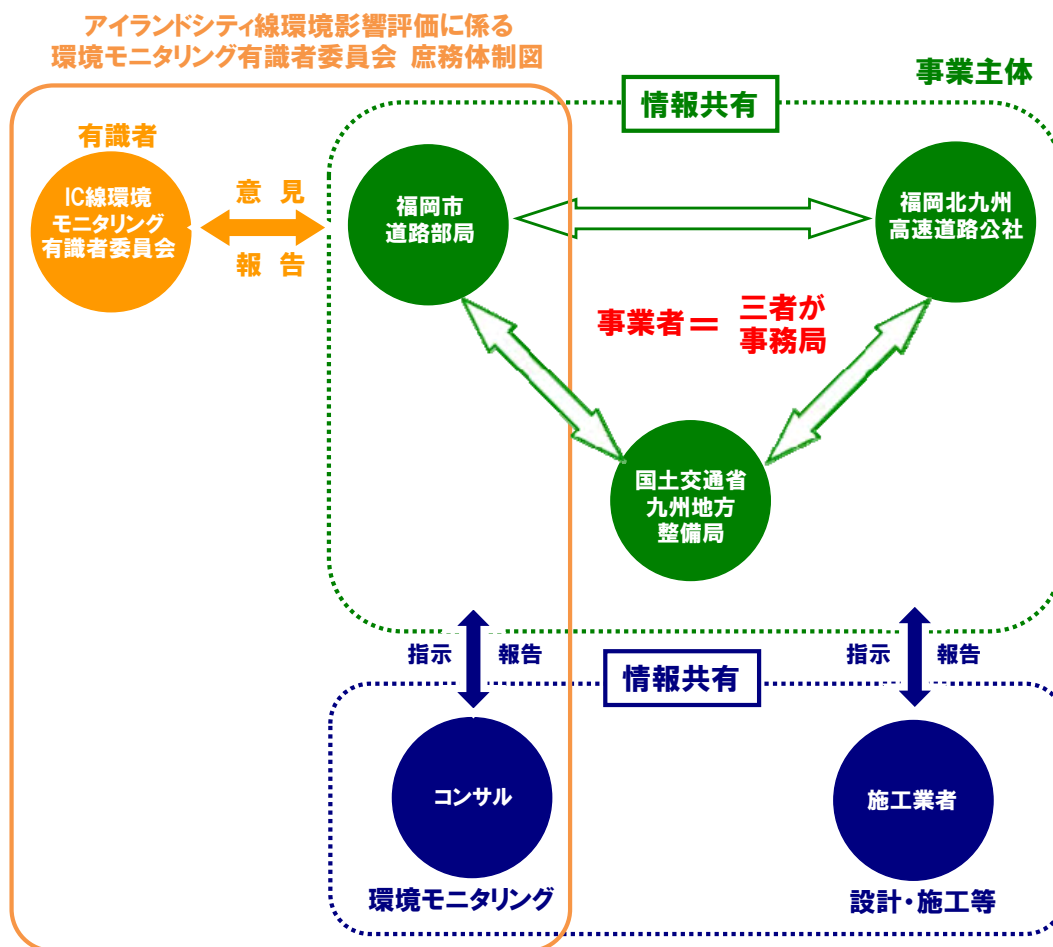 アイランドシティ線環境影響評価に係る
環境モニタリング有識者委員会 庶務体制図
事業主体
情報共有
有識者
IC線環境
モニタリング
有識者委員会
意 見
報 告
福岡市
道路部局
福岡北九州
高速道路公社
事業者＝
三者が
事務局
国土交通省
九州地方
整備局
指示
報告
指示
報告
情報共有
コンサル
施工業者
環境モニタリング
設計・施工等